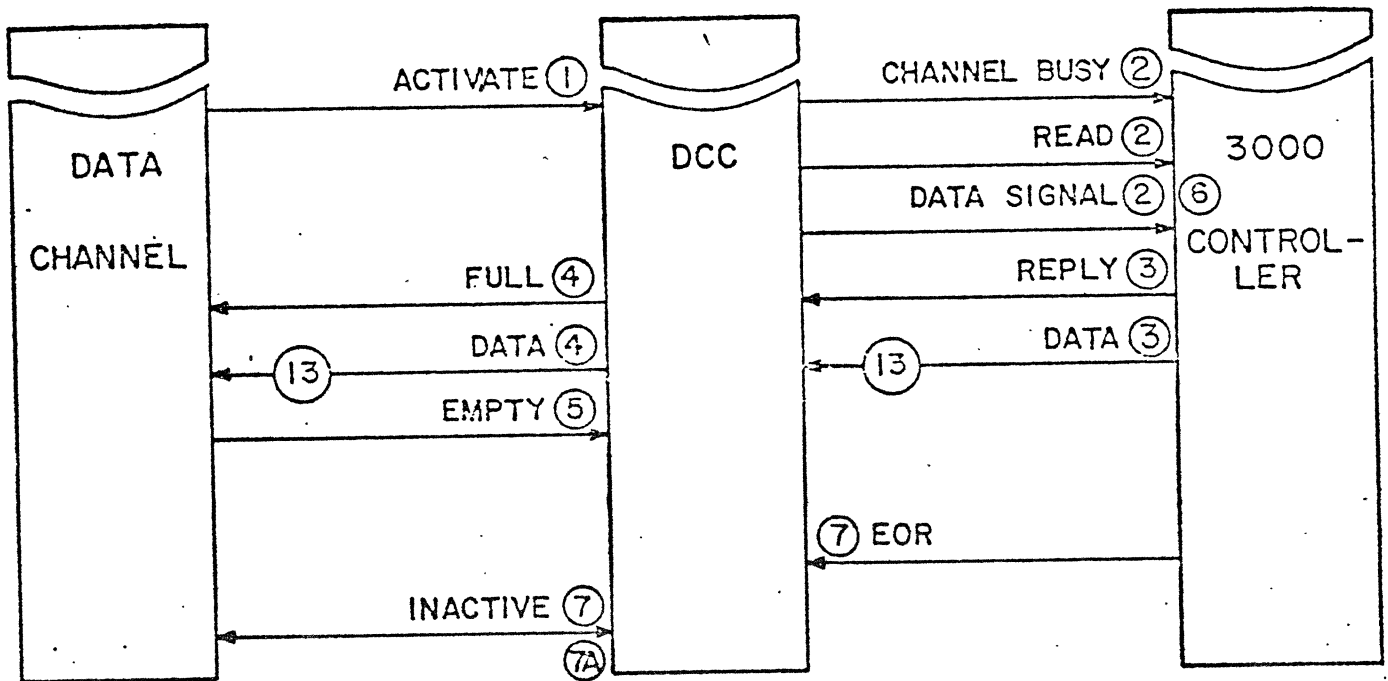 ACTIVATE ①
CHANNEL BUSY ②
DATA
CHANNEL
DCC
READ ②
3000
CONTROL-
LER
DATA SIGNAL ② ⑥
FULL ④
REPLY ③
DATA ④
13
DATA ③
13
EMPTY ⑤
⑦ EOR
INACTIVE ⑦
7A